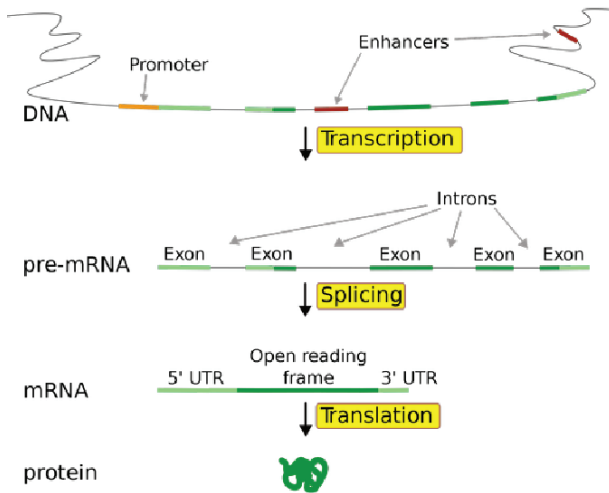 Enhancers
Promoter
DNA
Transcription
Introns
Exon Exon Exon Exon Exon
pre-mRNA
Splicing
Open reading
5' UTR frame 3' UTR
mRNA
Translation
protein